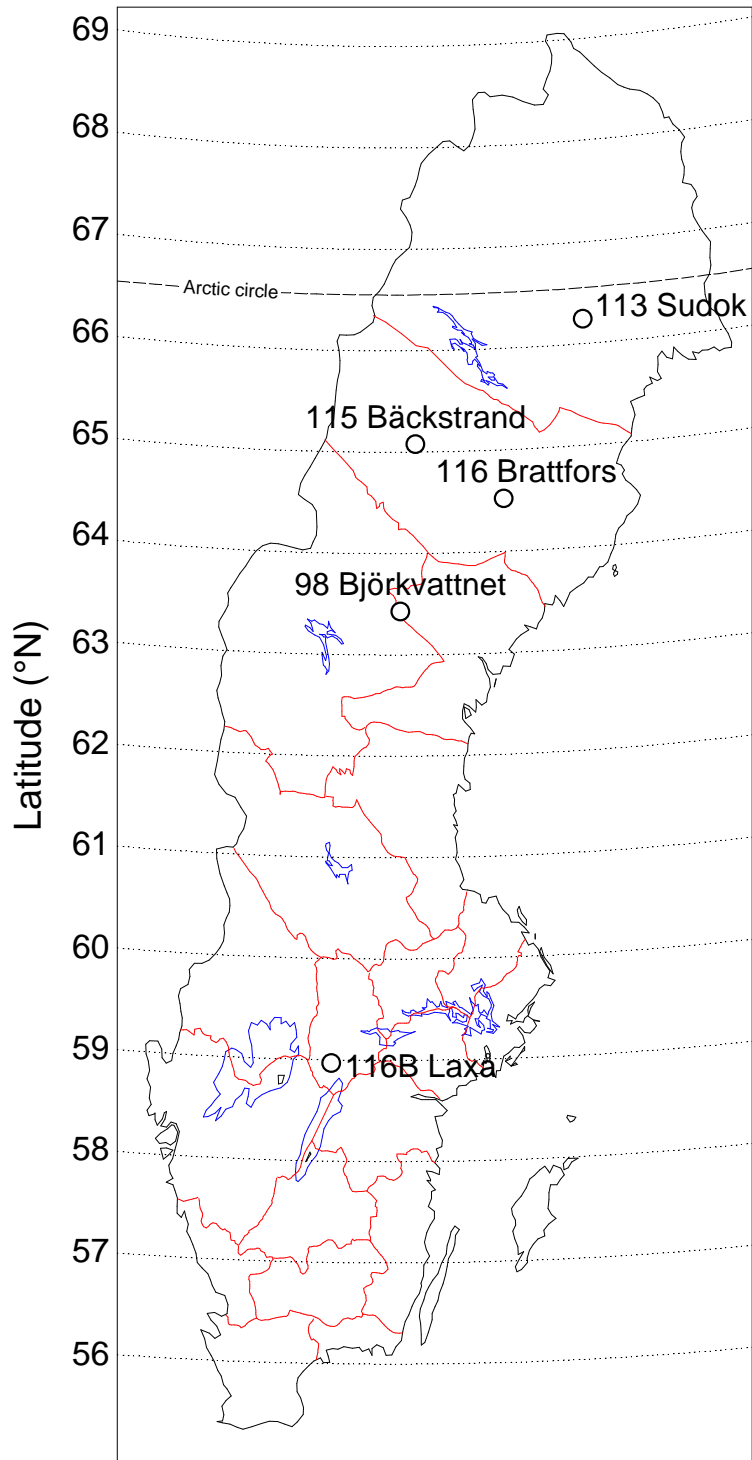 69
68
67
Arctic circle
113 Sudok
66
115 Bäckstrand
65
116 Brattfors
64
98 Björkvattnet
63
Latitude (°N)
62
61
60
59
116B Laxå
58
57
56